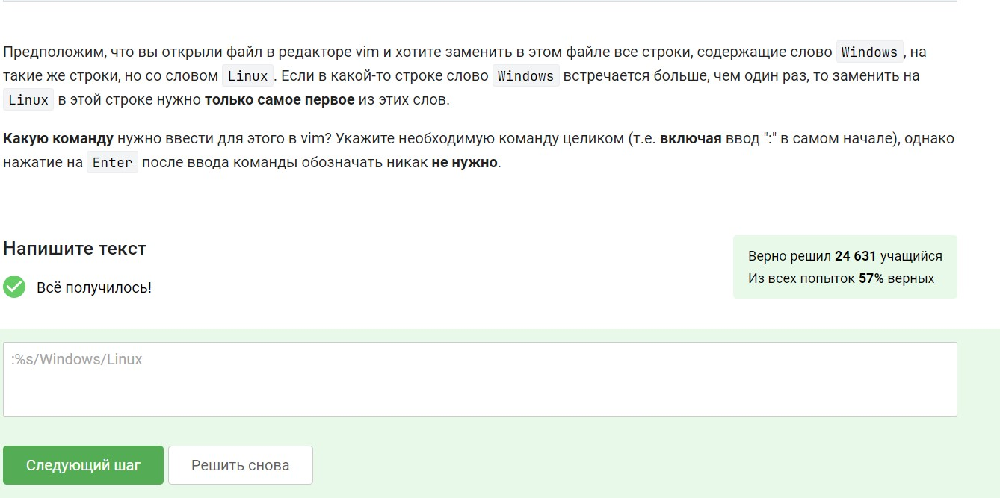 Предположим, что вы открыли файл в редакторе vim и хотите заменить в этом файле все строки, содержащие слово Windows, на
такие же строки, но со словом Linux. Если в какой-то строке слово Windows встречается больше, чем один раз, то заменить на
Linux в этой строке нужно только самое первое из этих слов.
Какую команду нужно ввести для этого в vim? Укажите необходимую команду целиком (т.е. включая ввод ":" в самом начале), однако
нажатие на Enter после ввода команды обозначать никак не нужно.
Напишите текст
Всё получилось!
Верно решил 24 631 учащийся
Из всех попыток 57% верных
:%s/Windows/Linux
Следующий шаг
Решить снова